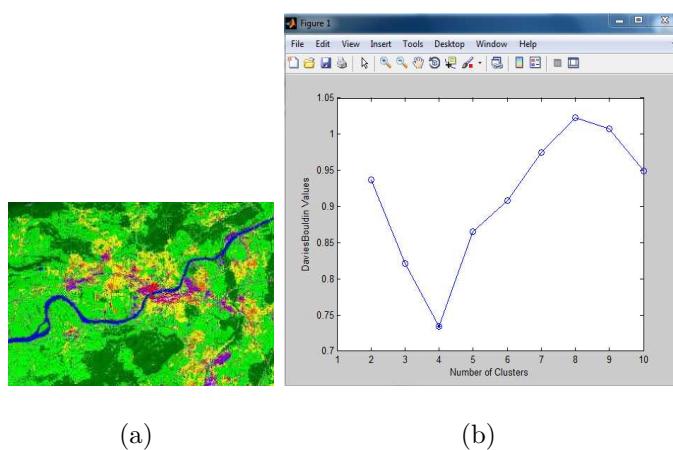 Figure 1
File Edit View Insert Tools Desktop Window Help
1.05
1
0.95
0.9
0.85
0.8
0.75
0.7
DaviesBouldin Values
1 2 3 4 5 6 7 8 9 10
Number of Clusters
(a) (b)